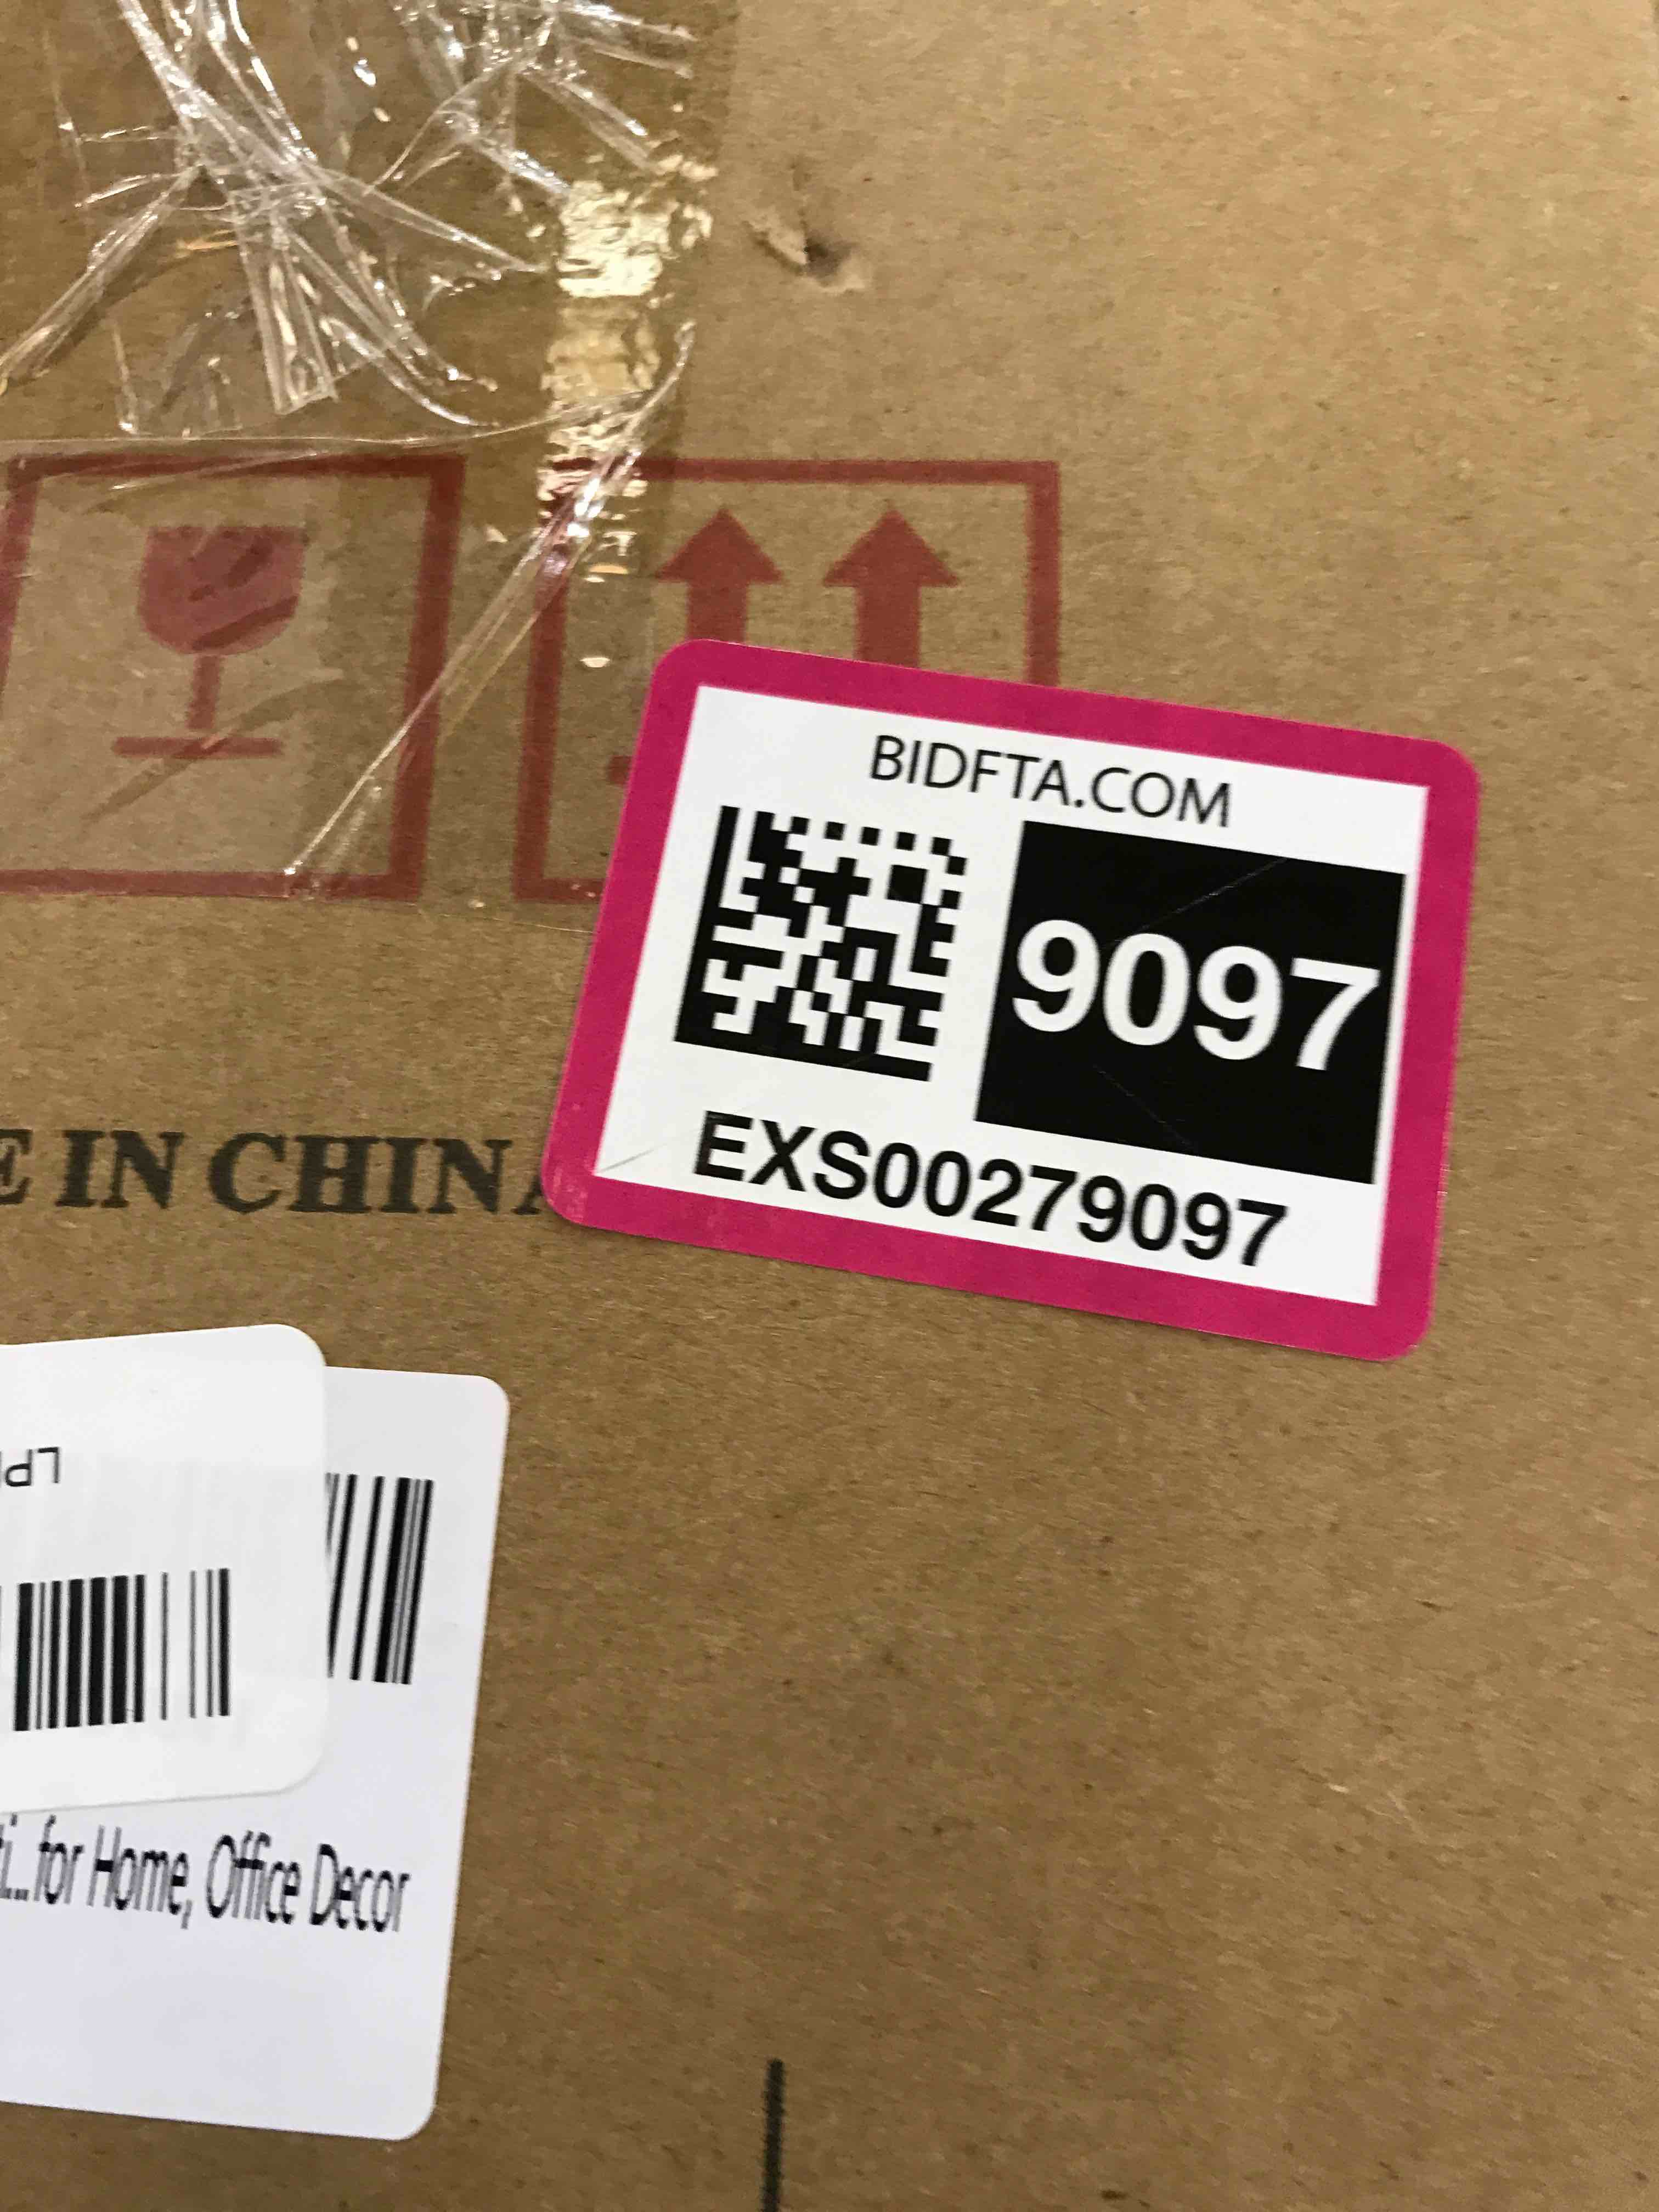 BIDFTA.COM
9097
EXS00279097
IN CHINA
LP
for Home, Office Decor